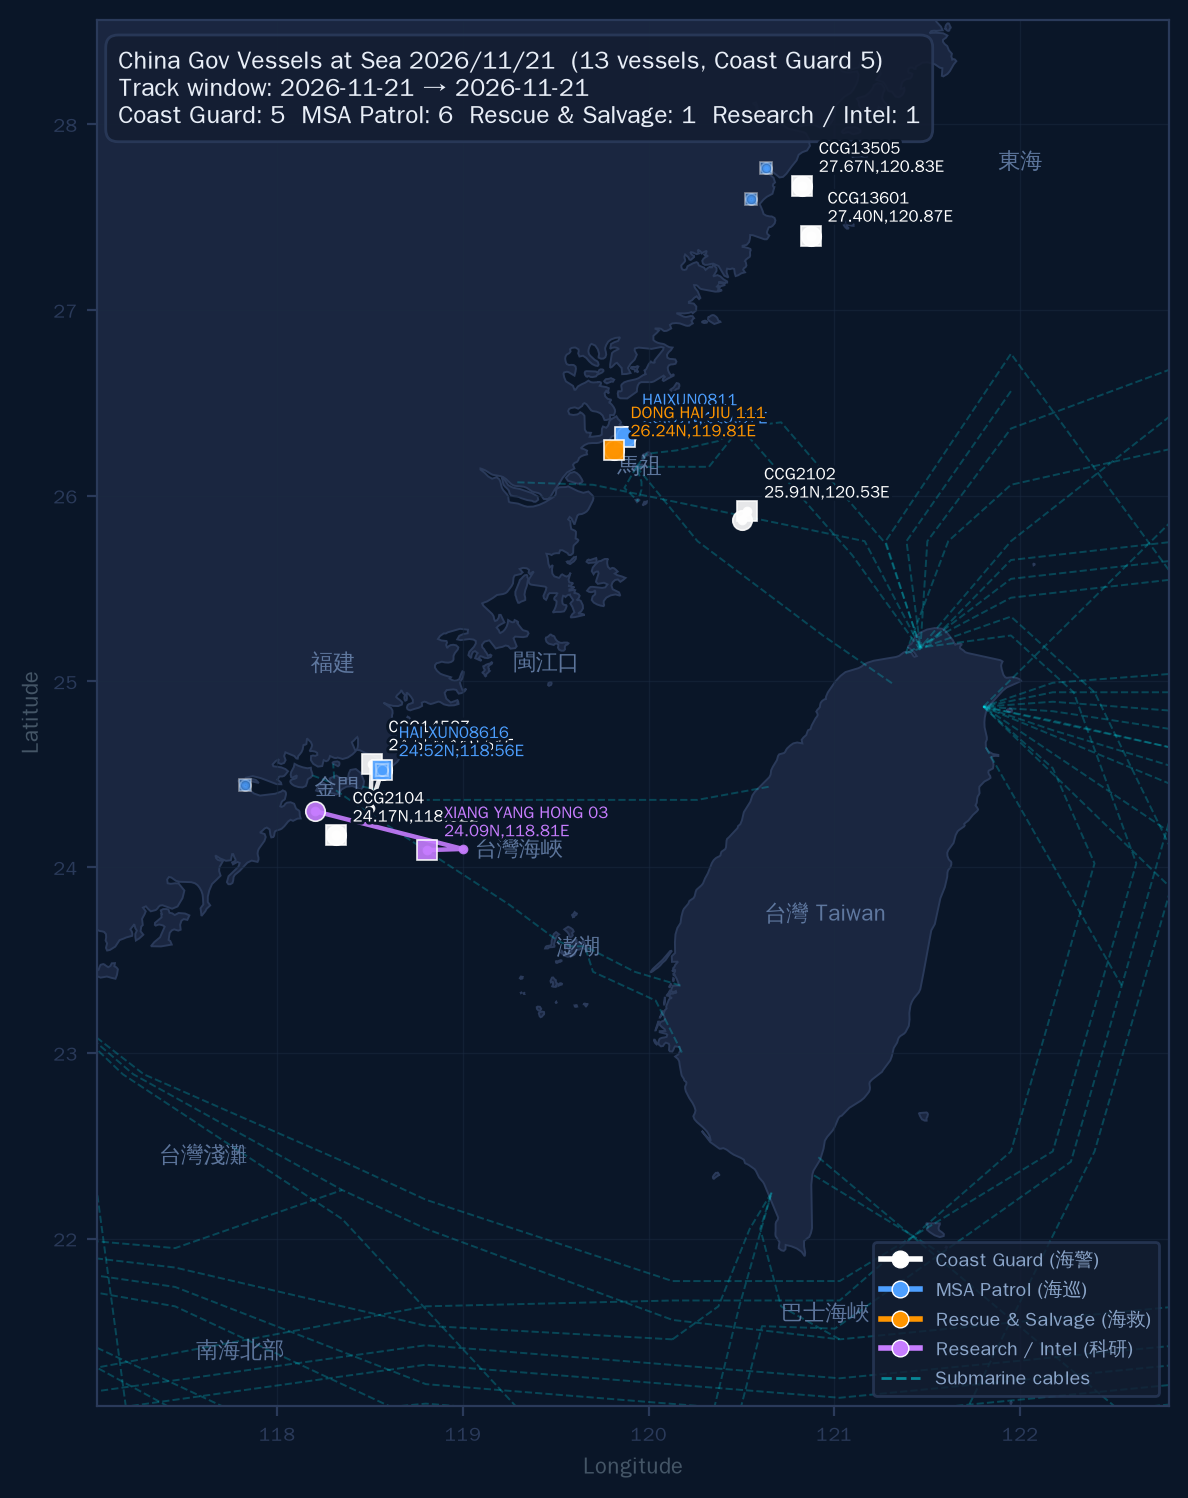 China Gov Vessels at Sea 2026/11/21  (13 vessels, Coast Guard 5)
Track window: 2026-11-21 → 2026-11-21
Coast Guard: 5  MSA Patrol: 6  Rescue & Salvage: 1  Research / Intel: 1
28
27
26
25
24
23
22
Latitude
CCG13505
27.67N,120.83E
東海
CCG13601
27.40N,120.87E
HAIXUN0811
DONG HAI JIU 111
26.24N,119.81E
馬祖
CCG2102
25.91N,120.53E
福建
閩江口
HAI XUN08616
24.52N,118.56E
金門
CCG2104
24.17N,118
XIANG YANG HONG 03
24.09N,118.81E
台灣海峽
台灣 Taiwan
澎湖
台灣淺灘
巴士海峽
南海北部
Coast Guard (海警)
MSA Patrol (海巡)
Rescue & Salvage (海救)
Research / Intel (科研)
Submarine cables
118
119
120
121
122
Longitude